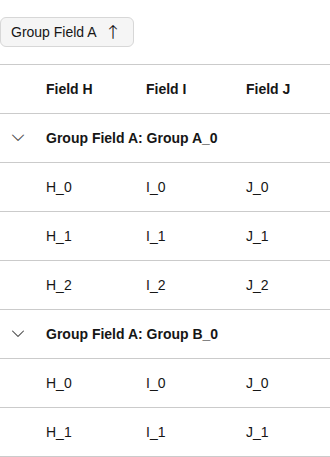 Group Field A
Field H Field I Field J
Group Field A: Group A_0
H_0 I_0 J_0
H_1 I_1 J_1
H_2 I_2 J_2
Group Field A: Group B_0
H_0 I_0 J_0
H_1 I_1 J_1